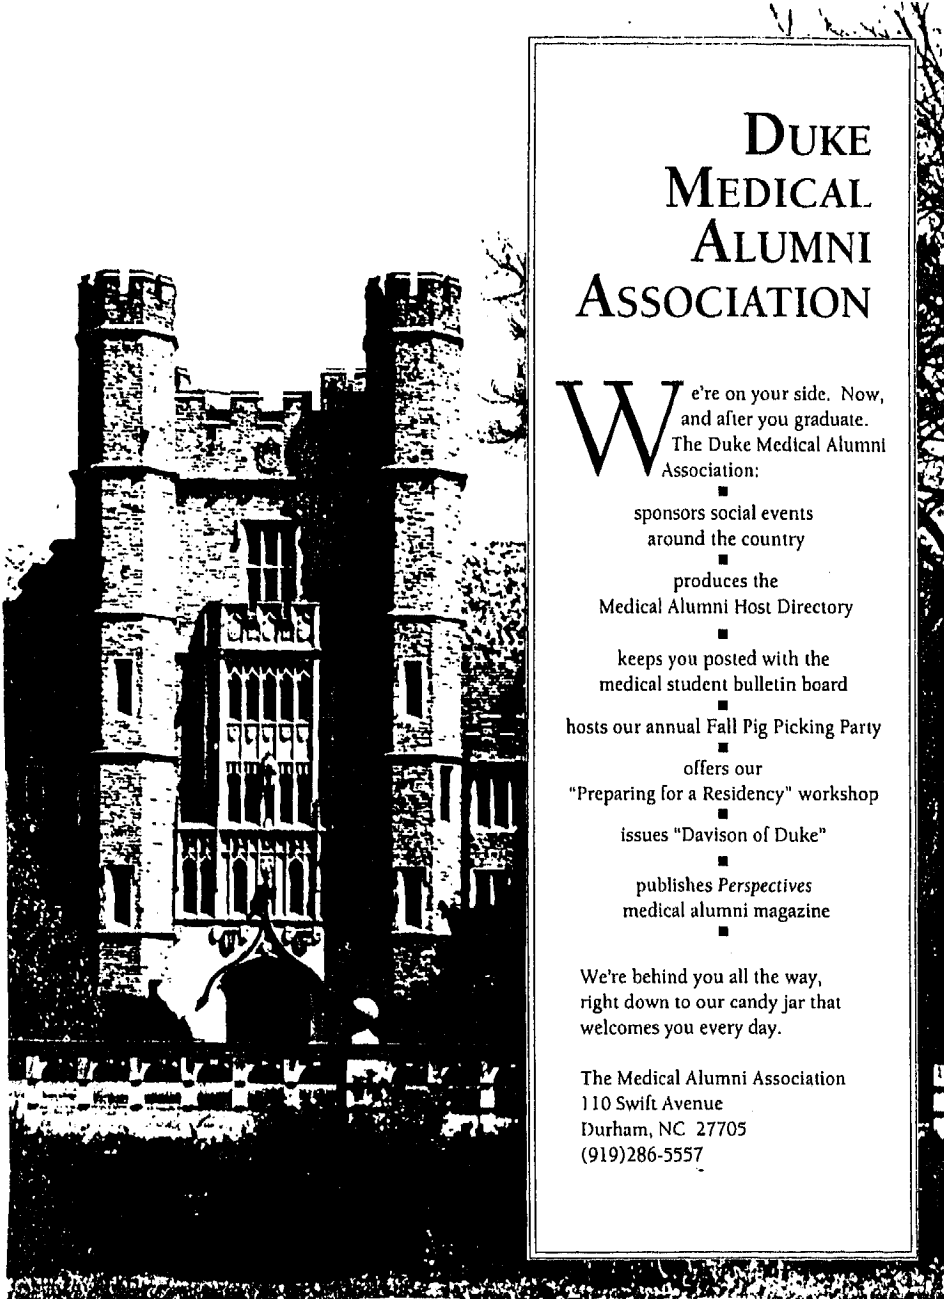 DUKE
MEDICAL
ALUMNI
ASSOCIATION
We're on your side. Now,
and after you graduate.
The Duke Medical Alumni
Association:
■
sponsors social events
around the country
■
produces the
Medical Alumni Host Directory
■
keeps you posted with the
medical student bulletin board
■
hosts our annual Fall Pig Picking Party
■
offers our
"Preparing for a Residency" workshop
■
issues "Davison of Duke"
■
publishes Perspectives
medical alumni magazine
■
We're behind you all the way,
right down to our candy jar that
welcomes you every day.
The Medical Alumni Association
110 Swift Avenue
Durham, NC 27705
(919)286-5557